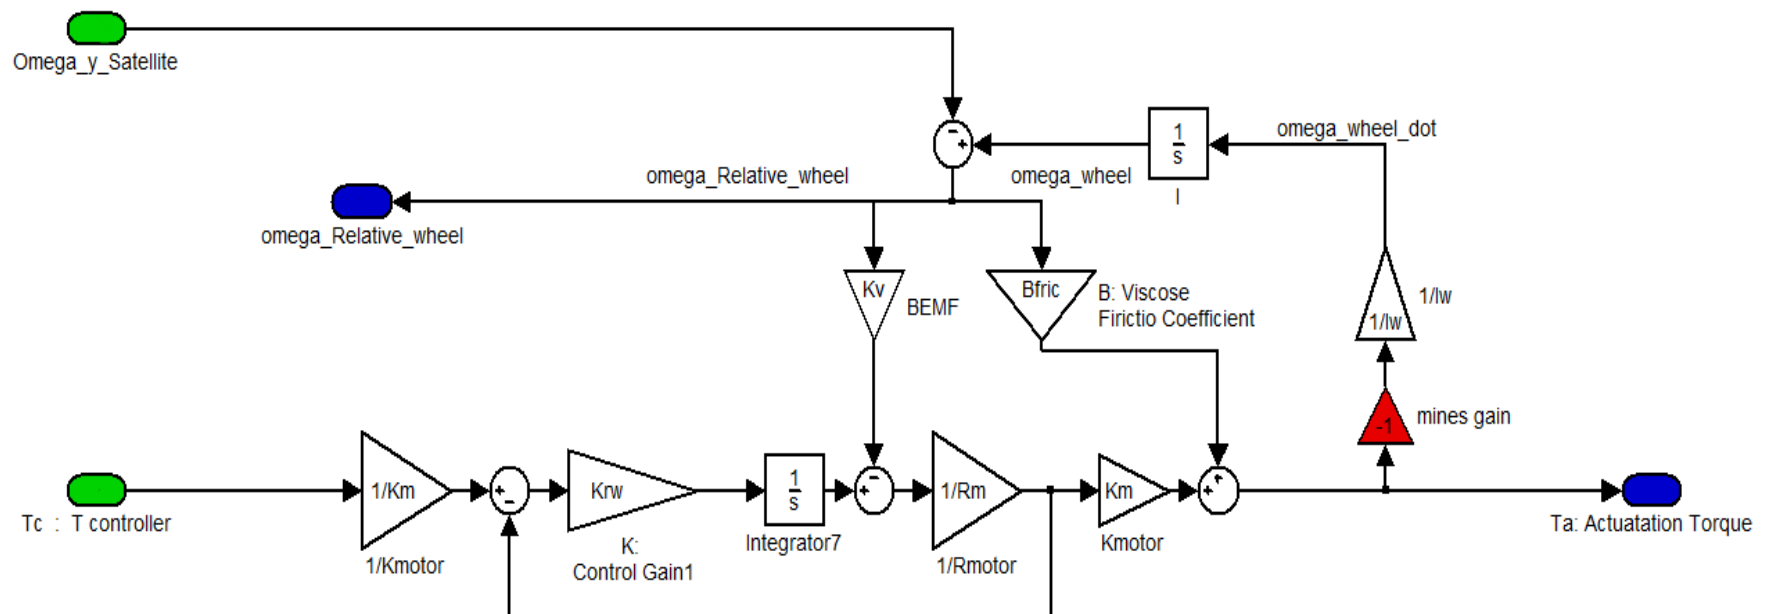 Omega_y_Satellite
-
+
1
s
omega_wheel_dot
I
omega_Relative_wheel
omega_wheel
omega_Relative_wheel
Kv
BEMF
Bfric
B: Viscose
Firictio Coefficient
1/Iw
1/Iw
-1
mines gain
Tc : T controller
1/Km
1/Kmotor
+
-
Krw
K:
Control Gain1
1
s
Integrator7
+
-
1/Rm
1/Rmotor
Km
Kmotor
+
+
Ta: Actuatation Torque